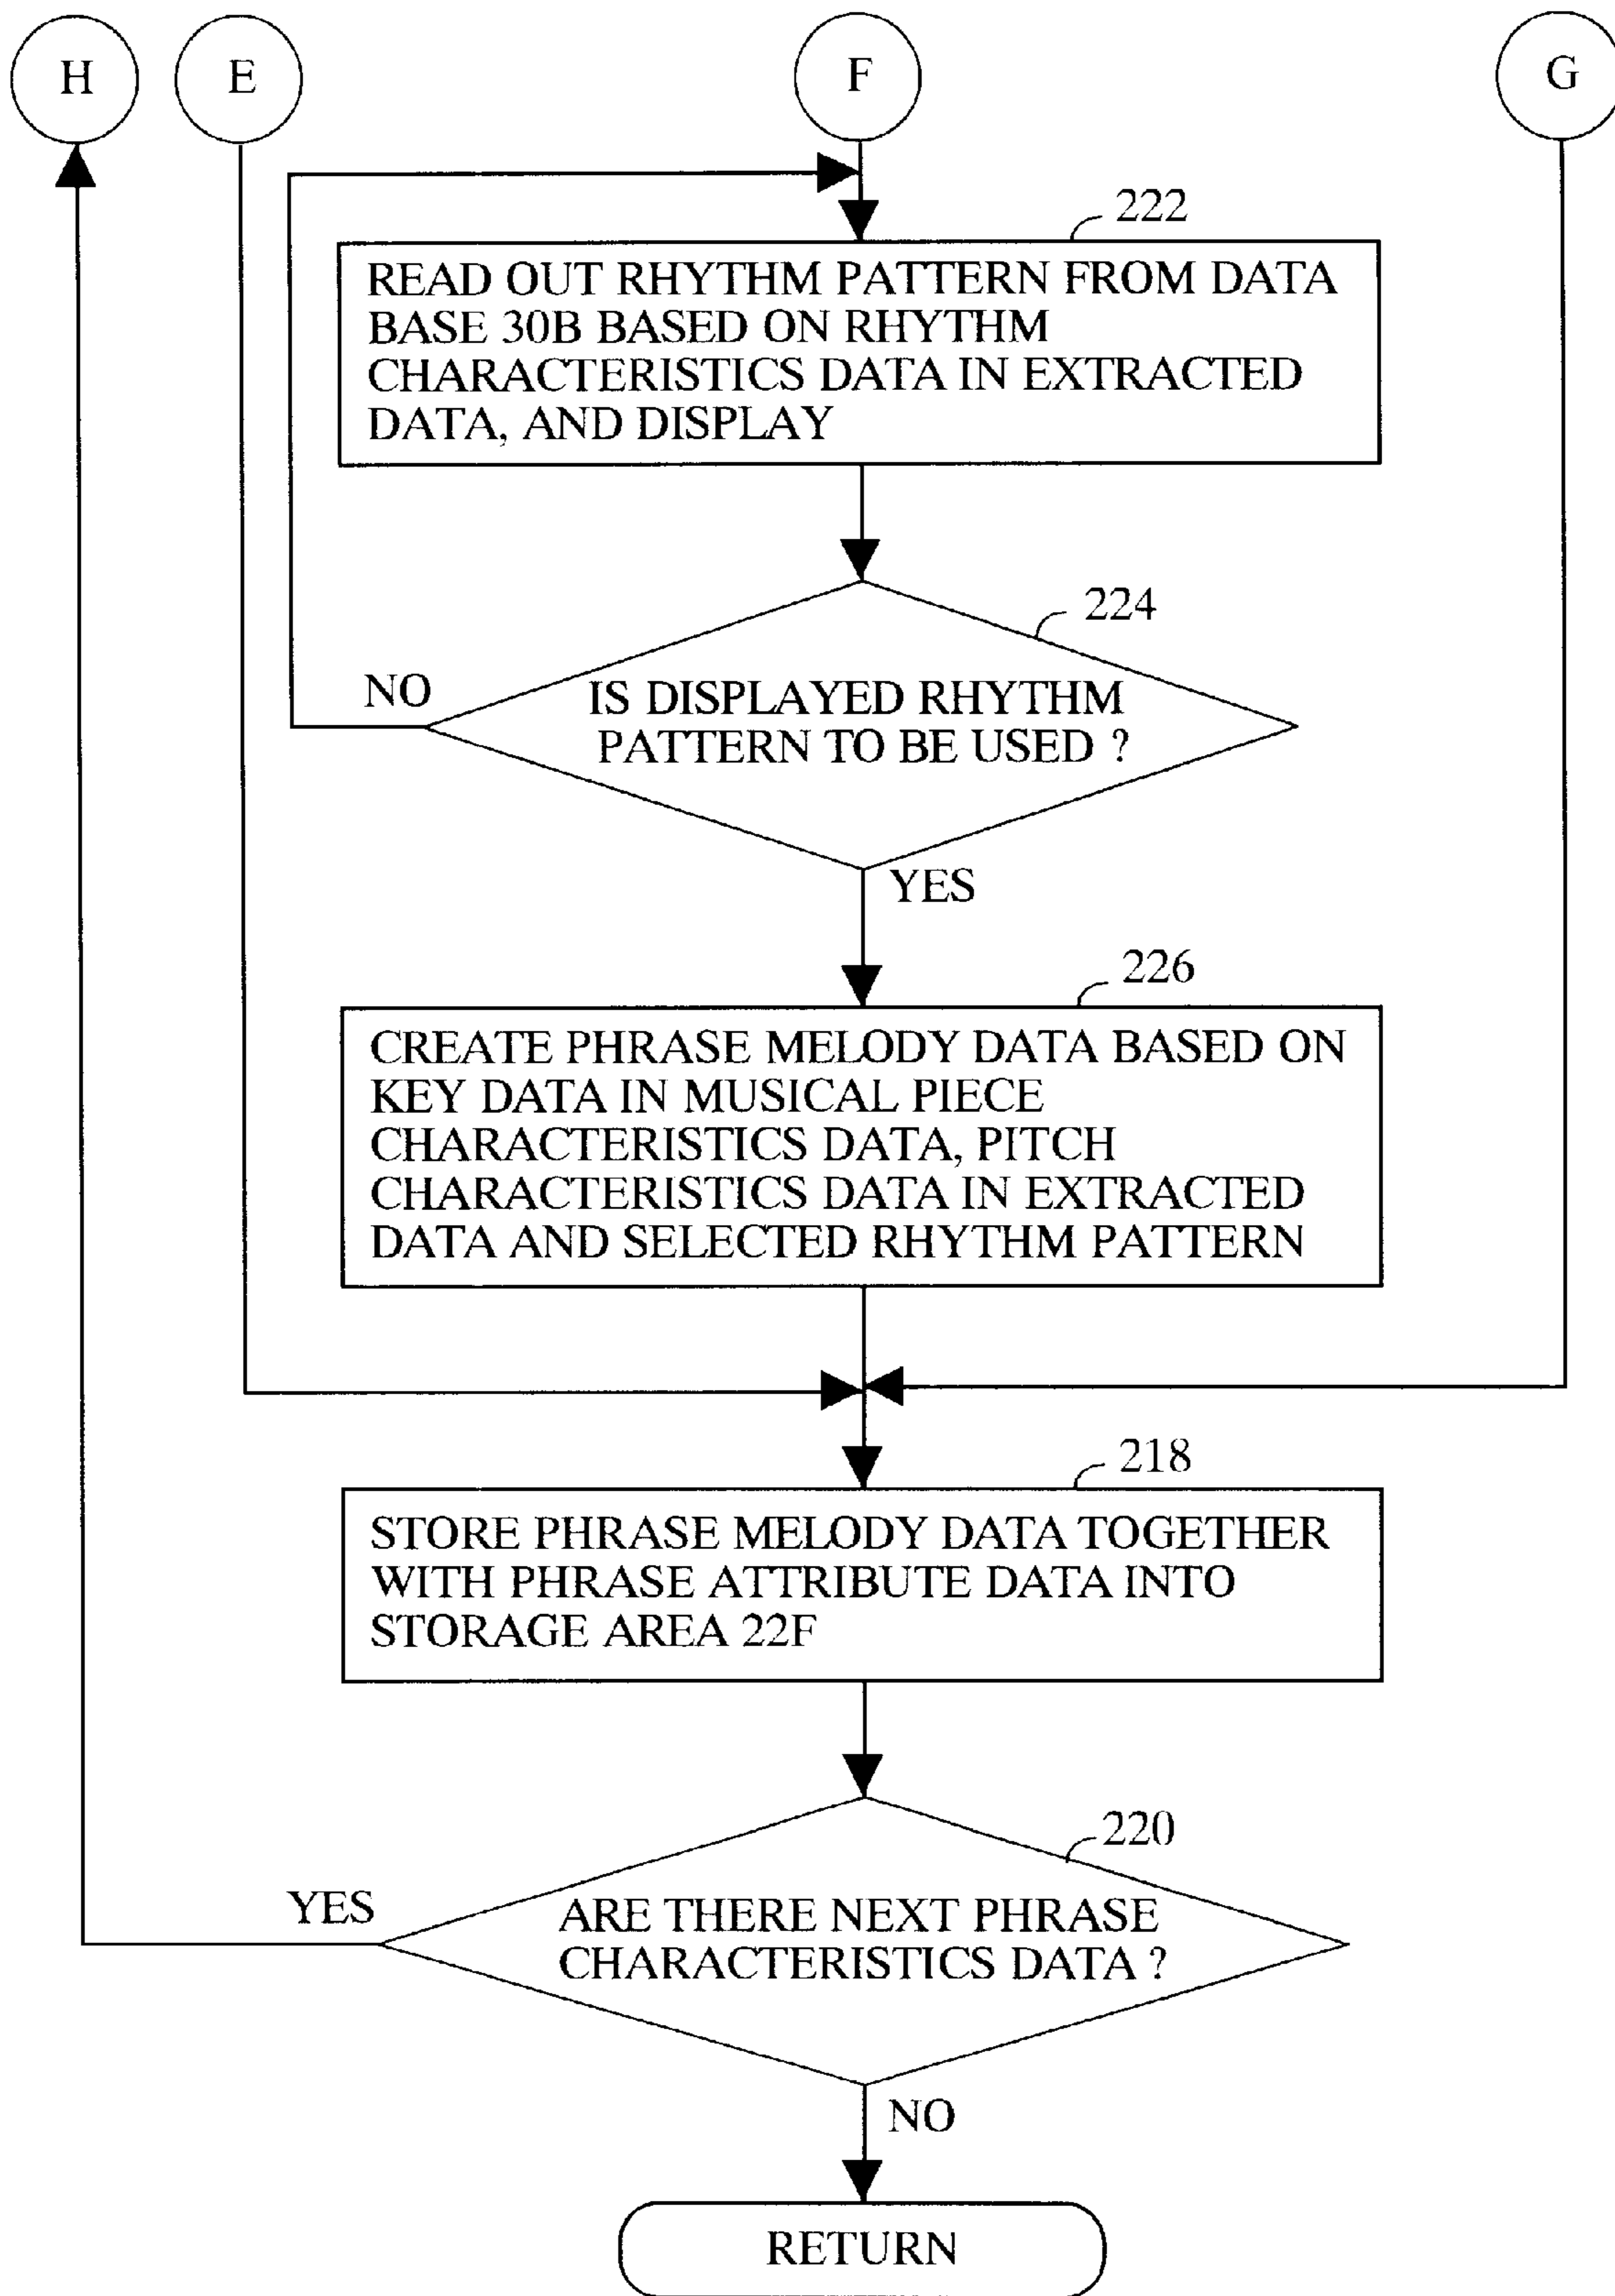 H
E
F
G
222
READ OUT RHYTHM PATTERN FROM DATA
BASE 30B BASED ON RHYTHM
CHARACTERISTICS DATA IN EXTRACTED
DATA, AND DISPLAY
224
NO
IS DISPLAYED RHYTHM
PATTERN TO BE USED ?
YES
226
CREATE PHRASE MELODY DATA BASED ON
KEY DATA IN MUSICAL PIECE
CHARACTERISTICS DATA, PITCH
CHARACTERISTICS DATA IN EXTRACTED
DATA AND SELECTED RHYTHM PATTERN
218
STORE PHRASE MELODY DATA TOGETHER
WITH PHRASE ATTRIBUTE DATA INTO
STORAGE AREA 22F
220
YES
ARE THERE NEXT PHRASE
CHARACTERISTICS DATA ?
NO
RETURN